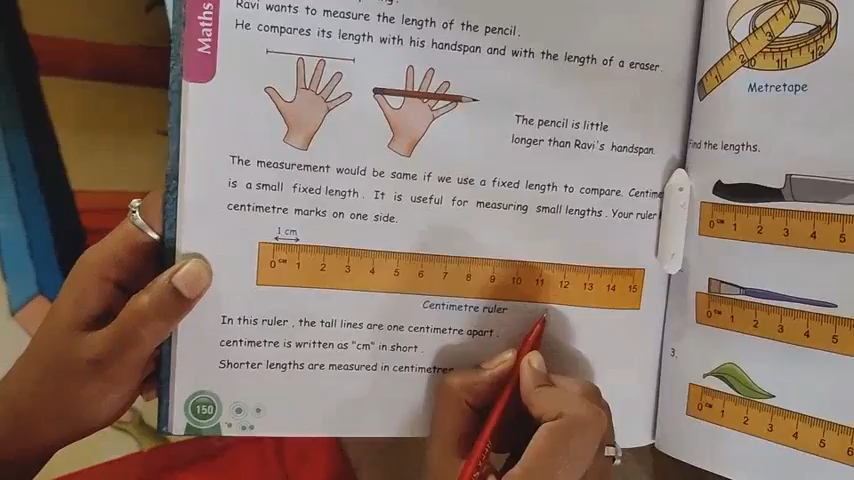 Maths
Ravi wants to measure the length of the pencil.
He compares its length with his handspan and with the length of a eraser.
The pencil is little
longer than Ravi's handspan.
The measurement would be same if we use a fixed length to compare.
is a small fixed length. It is useful for measuring small lengths. Your ruler
centimetre marks on one side.
1 cm
0 cm 1 2 3 4 5 6 7 8 9 10 11 12 13 14 15
Centimetre ruler
In this ruler, the tall lines are one centimetre apart.
centimetre is written as "cm" in short.
Shorter lengths are measured in
150
Metretape
Find the lengths.
0 cm 1 2 3 4 5
0 cm 1 2 3 4 5
3.
0 cm 1 2 3 4 5 6